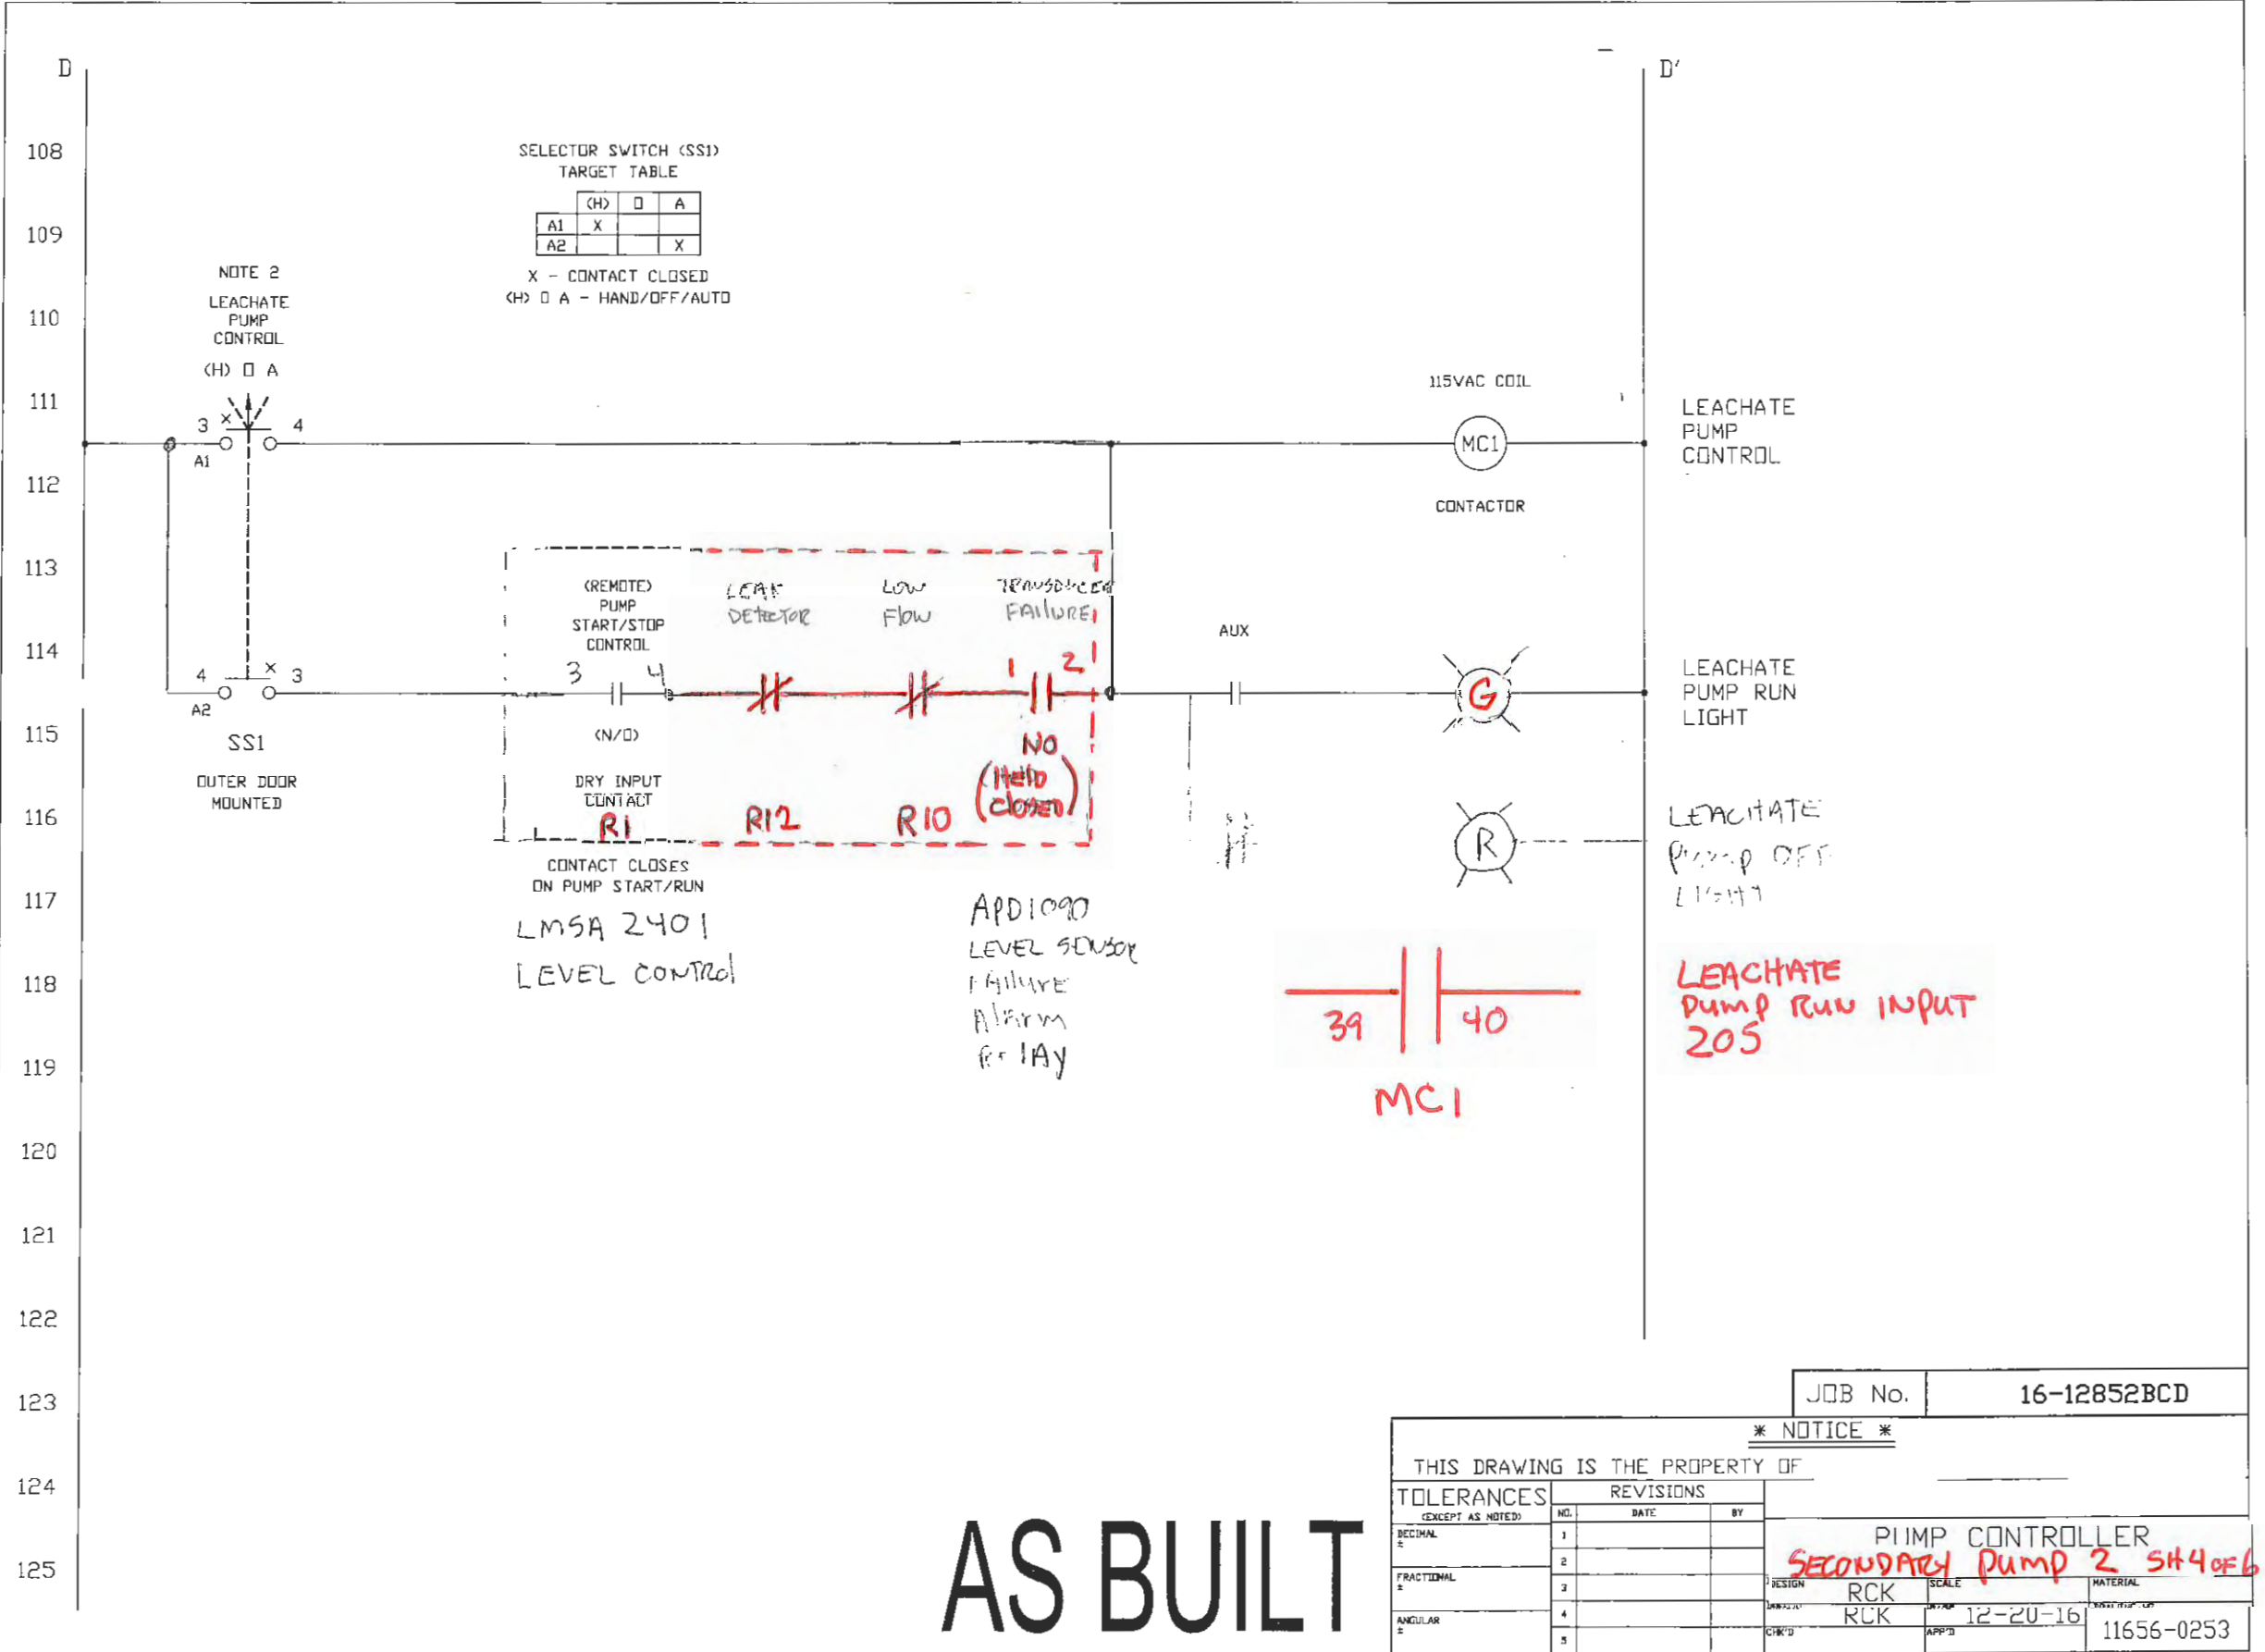 D
D'
108
109
110
111
112
113
114
115
116
117
118
119
120
121
122
123
124
125
SELECTOR SWITCH (SS1)
TARGET TABLE
(H) O A
A1 X
A2 X
X - CONTACT CLOSED
(H) O A - HAND/OFF/AUTO
NOTE 2
LEACHATE
PUMP
CONTROL
(H) O A
3 X 4
A1
4 X 3
A2
SS1
OUTER DOOR
MOUNTED
115VAC COIL
MC1
CONTACTOR
LEACHATE
PUMP
CONTROL
(REMOTE)
PUMP
START/STOP
CONTROL
3 4
(N/O)
DRY INPUT
CONTACT
R1
CONTACT CLOSES
ON PUMP START/RUN
LMSA 2401
LEVEL CONTROl
LEAK
DETECTOR
R12
LOW
Flow
R10
TRANSDUCER
FAIlURE
1 2
NO
(HElD
ClOSED)
APD1090
LEVEL SENSOR
FAIlURE
AlArm
RelAy
AUX
G
LEACHATE
PUMP RUN
LIGHT
R
LEACHATE
Pump OFF
LIGHT
39 40
MC1
LEACHATE
Pump RUN INPUT
205
AS BUILT
JOB No. 16-12852BCD
* NOTICE *
THIS DRAWING IS THE PROPERTY OF
TOLERANCES
(EXCEPT AS NOTED)
DECIMAL
±
FRACTIONAL
±
ANGULAR
±
REVISIONS
NO. DATE BY
1
2
3
4
5
PUMP CONTROLLER
SECONDARY Pump 2 SH 4 OF 6
DESIGN RCK SCALE MATERIAL
RCK 12-20-16
CHK'D APP'D 11656-0253